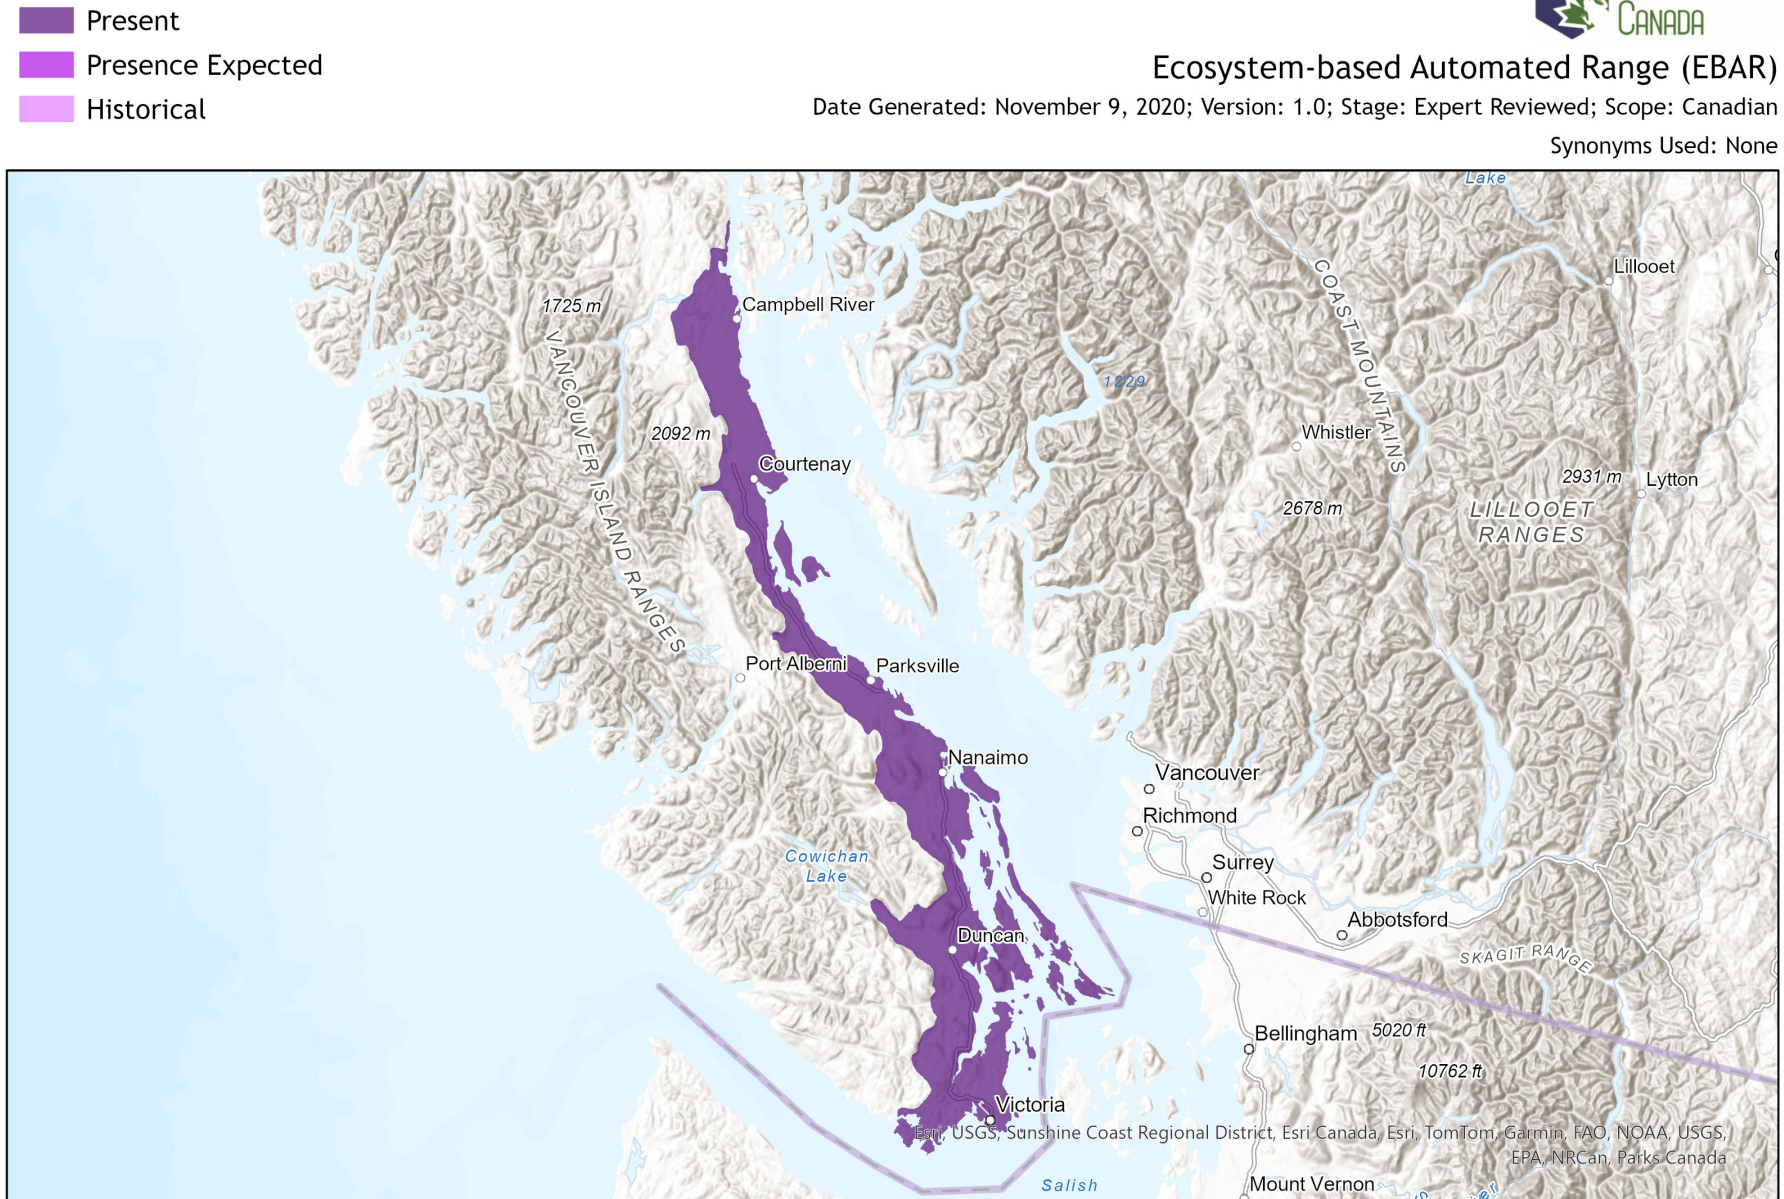 Present
Presence Expected
Historical
CANADA
Ecosystem-based Automated Range (EBAR)
Date Generated: November 9, 2020; Version: 1.0; Stage: Expert Reviewed; Scope: Canadian
Synonyms Used: None
Lake
Lillooet
1725 m
Campbell River
COAST MOUNTAINS
VANCOUVER ISLAND RANGES
1229
2092 m
Whistler
Courtenay
2931 m
Lytton
2678 m
LILLOOET
RANGES
Port Alberni
Parksville
Nanaimo
Vancouver
Richmond
Cowichan
Lake
Surrey
White Rock
Abbotsford
Duncan
SKAGIT RANGE
Bellingham
5020 ft
10762 ft
Victoria
Esri, USGS, Sunshine Coast Regional District, Esri Canada, Esri, TomTom, Garmin, FAO, NOAA, USGS,
EPA, NRCan, Parks Canada
Salish
Mount Vernon